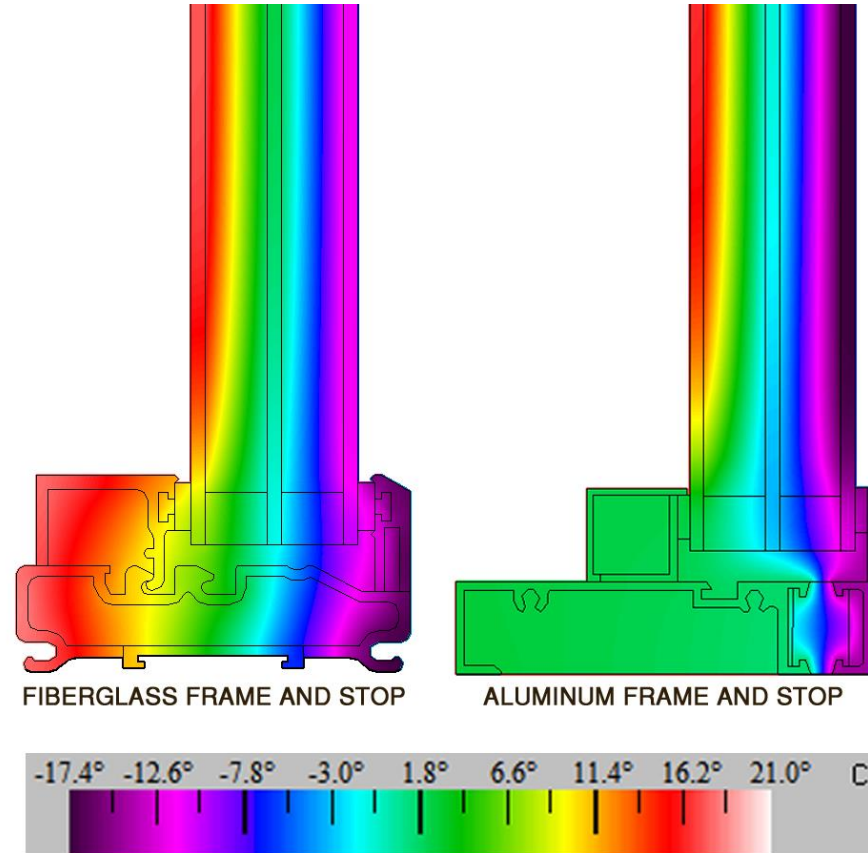 FIBERGLASS FRAME AND STOP
ALUMINUM FRAME AND STOP
-17.4° -12.6° -7.8° -3.0° 1.8° 6.6° 11.4° 16.2° 21.0° C